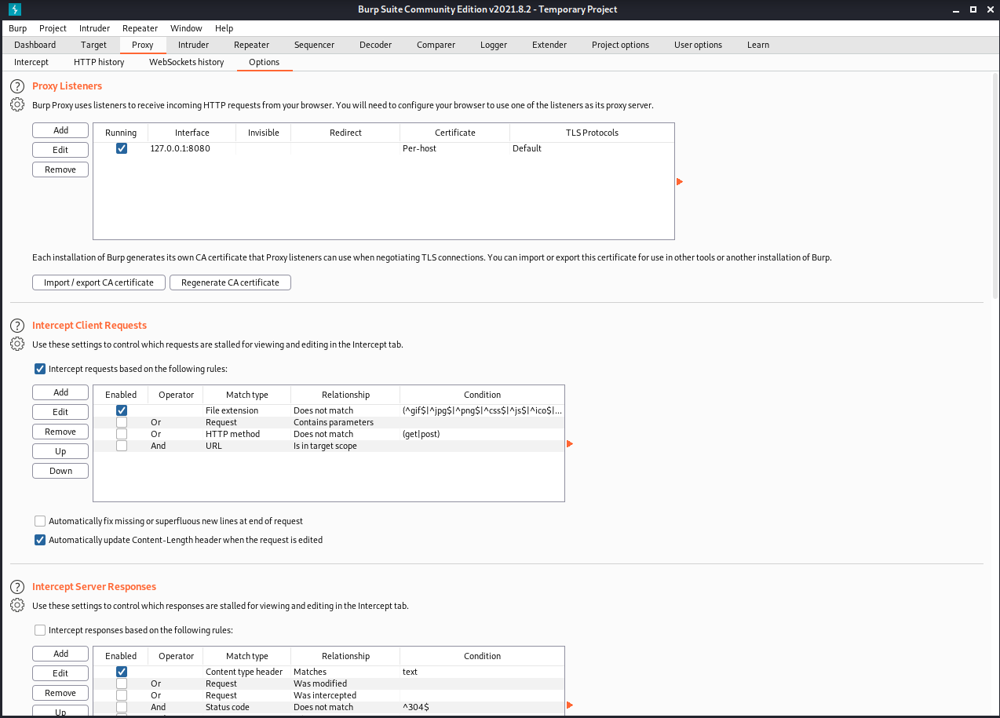 Burp Suite Community Edition v2021.8.2 - Temporary Project
Burp Project Intruder Repeater Window Help
Dashboard Target Proxy Intruder Repeater Sequencer Decoder Comparer Logger Extender Project options User options Learn
Intercept HTTP history WebSockets history Options
? Proxy Listeners
Burp Proxy uses listeners to receive incoming HTTP requests from your browser. You will need to configure your browser to use one of the listeners as its proxy server.
Add Running Interface Invisible Redirect Certificate TLS Protocols
Edit 127.0.0.1:8080 Per-host Default
Remove
Each installation of Burp generates its own CA certificate that Proxy listeners can use when negotiating TLS connections. You can import or export this certificate for use in other tools or another installation of Burp.
Import / export CA certificate Regenerate CA certificate
? Intercept Client Requests
Use these settings to control which requests are stalled for viewing and editing in the Intercept tab.
Intercept requests based on the following rules:
Add Enabled Operator Match type Relationship Condition
Edit File extension Does not match (^gif$|^jpg$|^png$|^css$|^js$|^ico$|...
Or Request Contains parameters
Remove Or HTTP method Does not match (get|post)
Up And URL Is in target scope
Down
Automatically fix missing or superfluous new lines at end of request
Automatically update Content-Length header when the request is edited
? Intercept Server Responses
Use these settings to control which responses are stalled for viewing and editing in the Intercept tab.
Intercept responses based on the following rules:
Add Enabled Operator Match type Relationship Condition
Edit Content type header Matches text
Or Request Was modified
Remove Or Request Was intercepted
Up And Status code Does not match ^304$